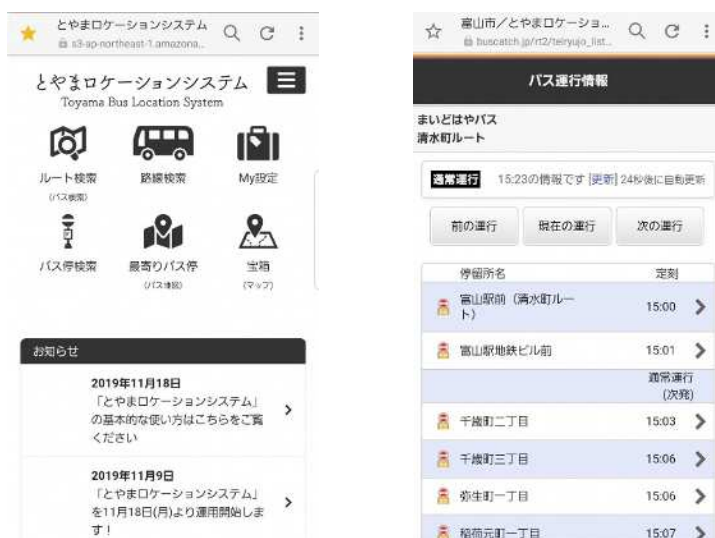 とやまロケーションシステム
s3-ap-northeast-1.amazona...
とやまロケーションシステム
Toyama Bus Location System
ルート検索
(バス検索)
路線検索
My設定
バス停検索
最寄りバス停
(バス検索)
宝箱
(マップ)
お知らせ
2019年11月18日
「とやまロケーションシステム」
の基本的な使い方はこちらをご覧
ください
2019年11月9日
「とやまロケーションシステム」
を11月18日(月)より運用開始しま
す!
富山市/とやまロケーショ...
buscatch.jp/rt2/teiryujo_list...
バス運行情報
まいどはやバス
清水町ルート
通常運行 15:23の情報です [更新] 24秒後に自動更新
前の運行 現在の運行 次の運行
停留所名 定刻
富山駅前(清水町ルー
ト) 15:00
富山駅地鉄ビル前 15:01
通常運行
(次発)
千歳町二丁目 15:03
千歳町三丁目 15:06
弥生町一丁目 15:06
稲荷元町一丁目 15:07